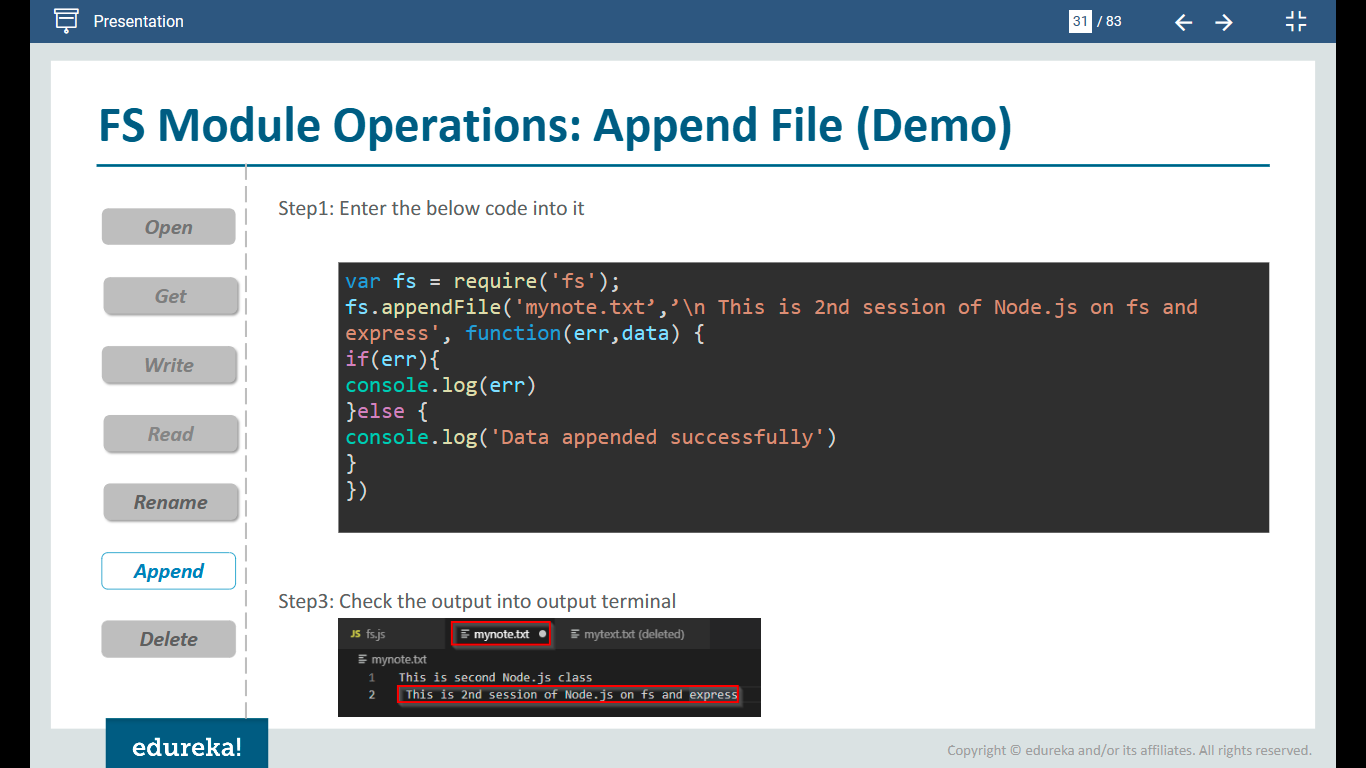 Presentation
31 / 83
FS Module Operations: Append File (Demo)
Open
Get
Write
Read
Rename
Append
Delete
Step1: Enter the below code into it
var fs = require('fs');
fs.appendFile('mynote.txt’,’\n This is 2nd session of Node.js on fs and
express', function(err,data) {
if(err){
console.log(err)
}else {
console.log('Data appended successfully')
}
})
Step3: Check the output into output terminal
JS fs.js mynote.txt mytext.txt (deleted)
mynote.txt
1 This is second Node.js class
2 This is 2nd session of Node.js on fs and express
edureka!
Copyright © edureka and/or its affiliates. All rights reserved.